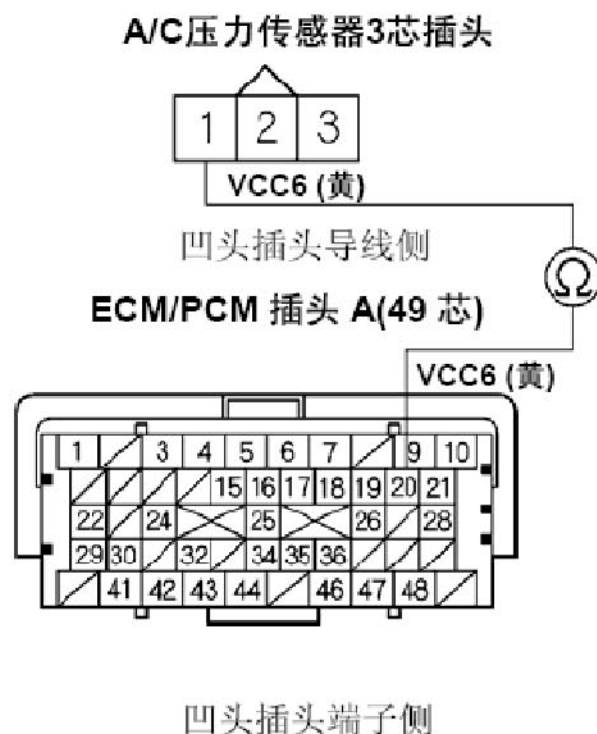 A/C压力传感器3芯插头
1 2 3
VCC6 (黄)
凹头插头导线侧
Ω
ECM/PCM 插头 A(49 芯)
VCC6 (黄)
1 3 4 5 6 7 9 10
15 16 17 18 19 20 21
22 24 25 26 28
29 30 32 34 35 36
41 42 43 44 46 47 48
凹头插头端子侧